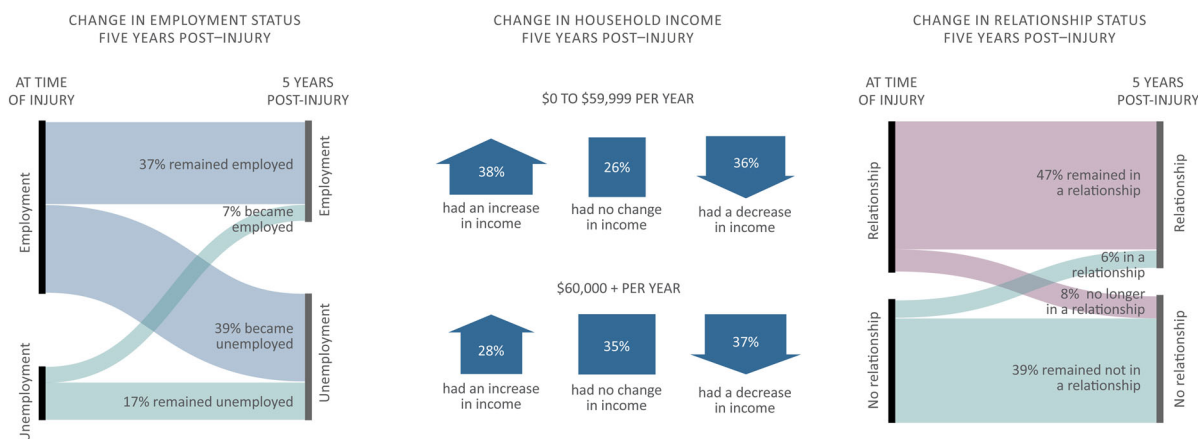 CHANGE IN EMPLOYMENT STATUS
FIVE YEARS POST–INJURY
AT TIME
OF INJURY
5 YEARS
POST-INJURY
Employment
Unemployment
37% remained employed
7% became
employed
39% became
unemployed
17% remained unemployed
Employment
Unemployment
CHANGE IN HOUSEHOLD INCOME
FIVE YEARS POST–INJURY
$0 TO $59,999 PER YEAR
38%
had an increase
in income
26%
had no change
in income
36%
had a decrease
in income
$60,000 + PER YEAR
28%
had an increase
in income
35%
had no change
in income
37%
had a decrease
in income
CHANGE IN RELATIONSHIP STATUS
FIVE YEARS POST–INJURY
AT TIME
OF INJURY
5 YEARS
POST-INJURY
Relationship
No relationship
47% remained in
a relationship
6% in a
relationship
8% no longer
in a relationship
39% remained not in
a relationship
Relationship
No relationship